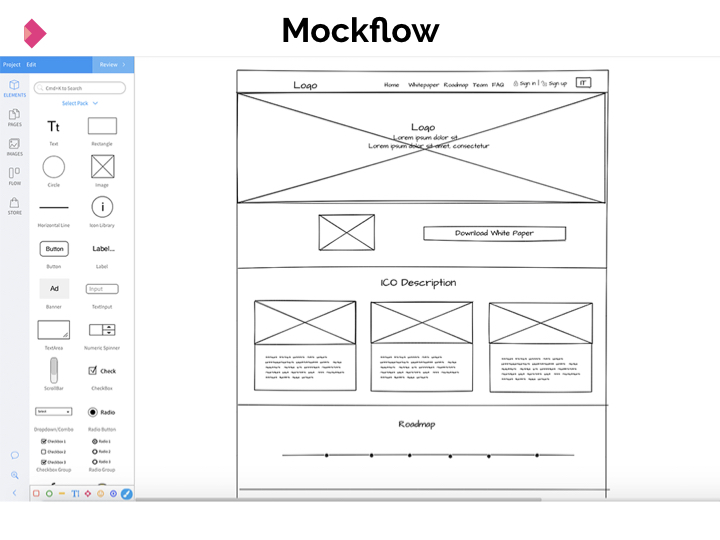 Mockflow
Project Edit Review
ELEMENTS
PAGES
IMAGES
FLOW
STORE
Cmd+K to Search
Select Pack
Tt
Text Rectangle
Circle Image
i
Horizontal Line Icon Library
Button Label...
Button Label
Ad Input
Banner TextInput
TextArea Numeric Spinner
Check
ScrollBar CheckBox
Select Radio
Dropdown/Combo Radio Button
Checkbox 1 Radio 1
Checkbox 2 Radio 2
Checkbox 3 Radio 3
Checkbox Group Radio Group
Logo Home Whitepaper Roadmap Team FAQ Sign in | Sign up IT
Logo
Lorem ipsum dolor sit
Lorem ipsum dolor sit amet, consectetur
Download White Paper
ICO Description
Roadmap